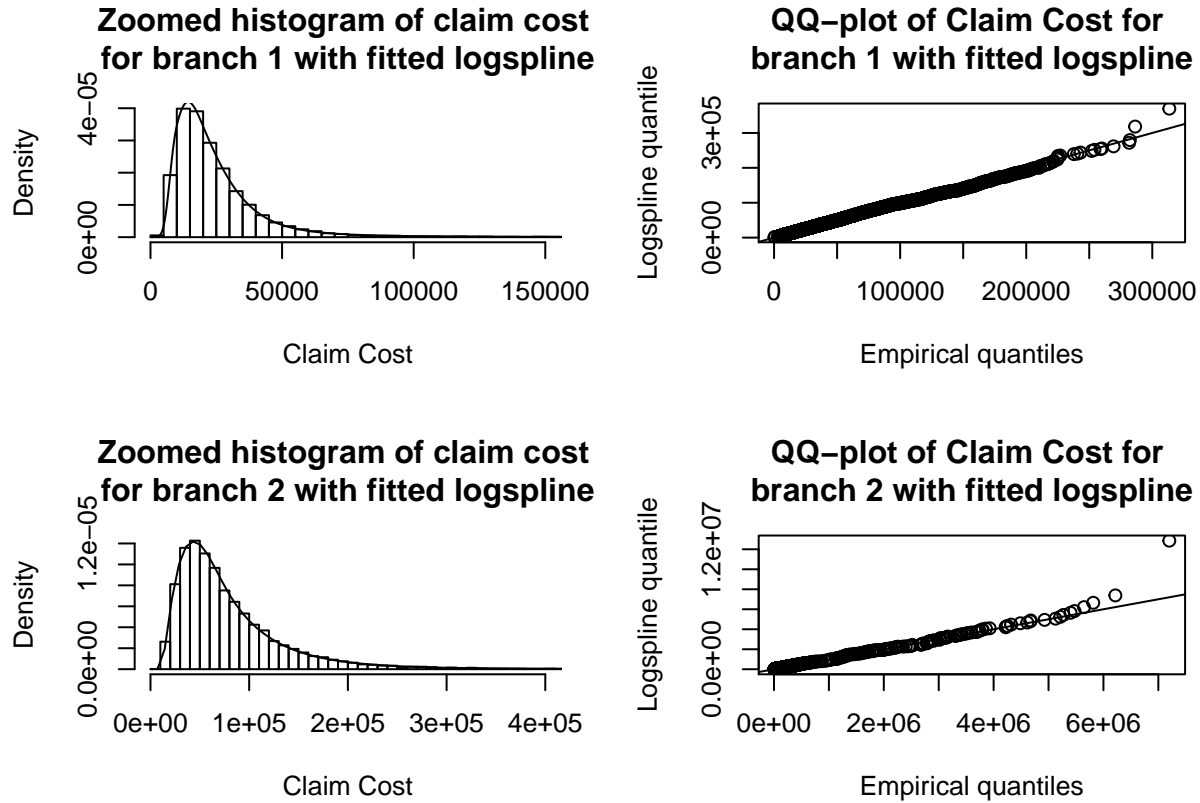 Zoomed histogram of claim cost
for branch 1 with fitted logspline
Density
0e+00
4e−05
0
50000
100000
150000
Claim Cost
QQ−plot of Claim Cost for
branch 1 with fitted logspline
Logspline quantile
0e+00
3e+05
0
100000
200000
300000
Empirical quantiles
Zoomed histogram of claim cost
for branch 2 with fitted logspline
Density
0.0e+00
1.2e−05
0e+00
1e+05
2e+05
3e+05
4e+05
Claim Cost
QQ−plot of Claim Cost for
branch 2 with fitted logspline
Logspline quantile
0.0e+00
1.2e+07
0e+00
2e+06
4e+06
6e+06
Empirical quantiles